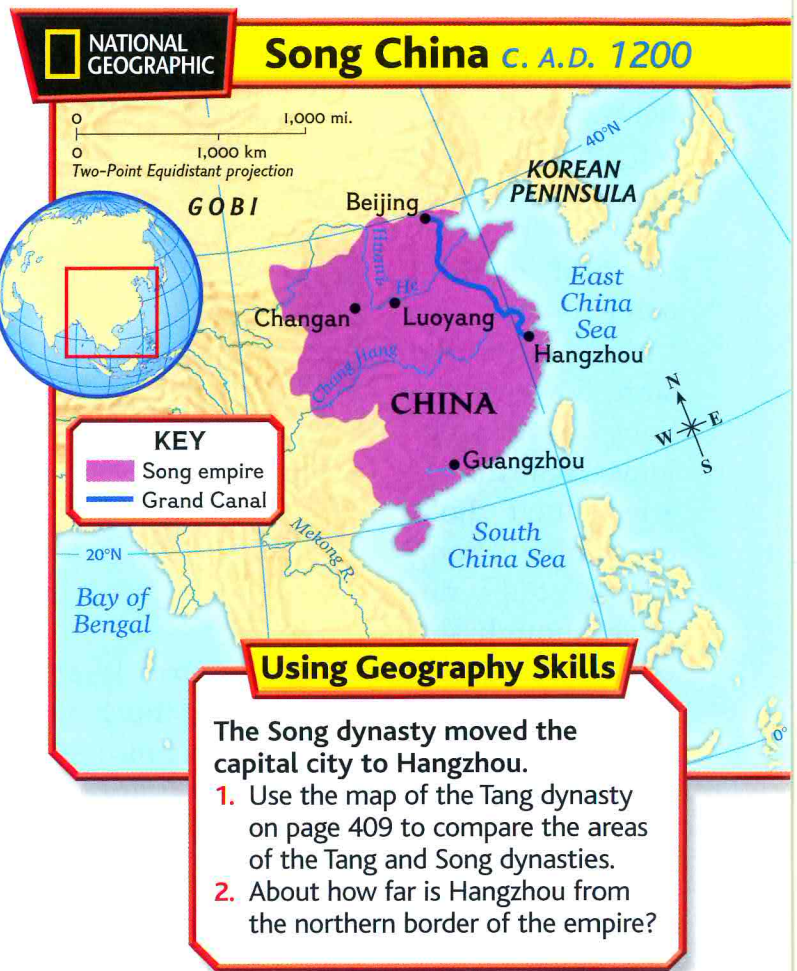 NATIONAL
GEOGRAPHIC
Song China C. A.D. 1200
0 1,000 mi.
0 1,000 km
Two-Point Equidistant projection
GOBI
Beijing
KOREAN
PENINSULA
40°N
Huang
He
East
China
Sea
Changan
Luoyang
Hangzhou
Chang Jiang
CHINA
N
W E
S
KEY
Song empire
Grand Canal
Guangzhou
South
China Sea
Mekong R.
20°N
Bay of
Bengal
0°
Using Geography Skills
The Song dynasty moved the
capital city to Hangzhou.
1. Use the map of the Tang dynasty
on page 409 to compare the areas
of the Tang and Song dynasties.
2. About how far is Hangzhou from
the northern border of the empire?